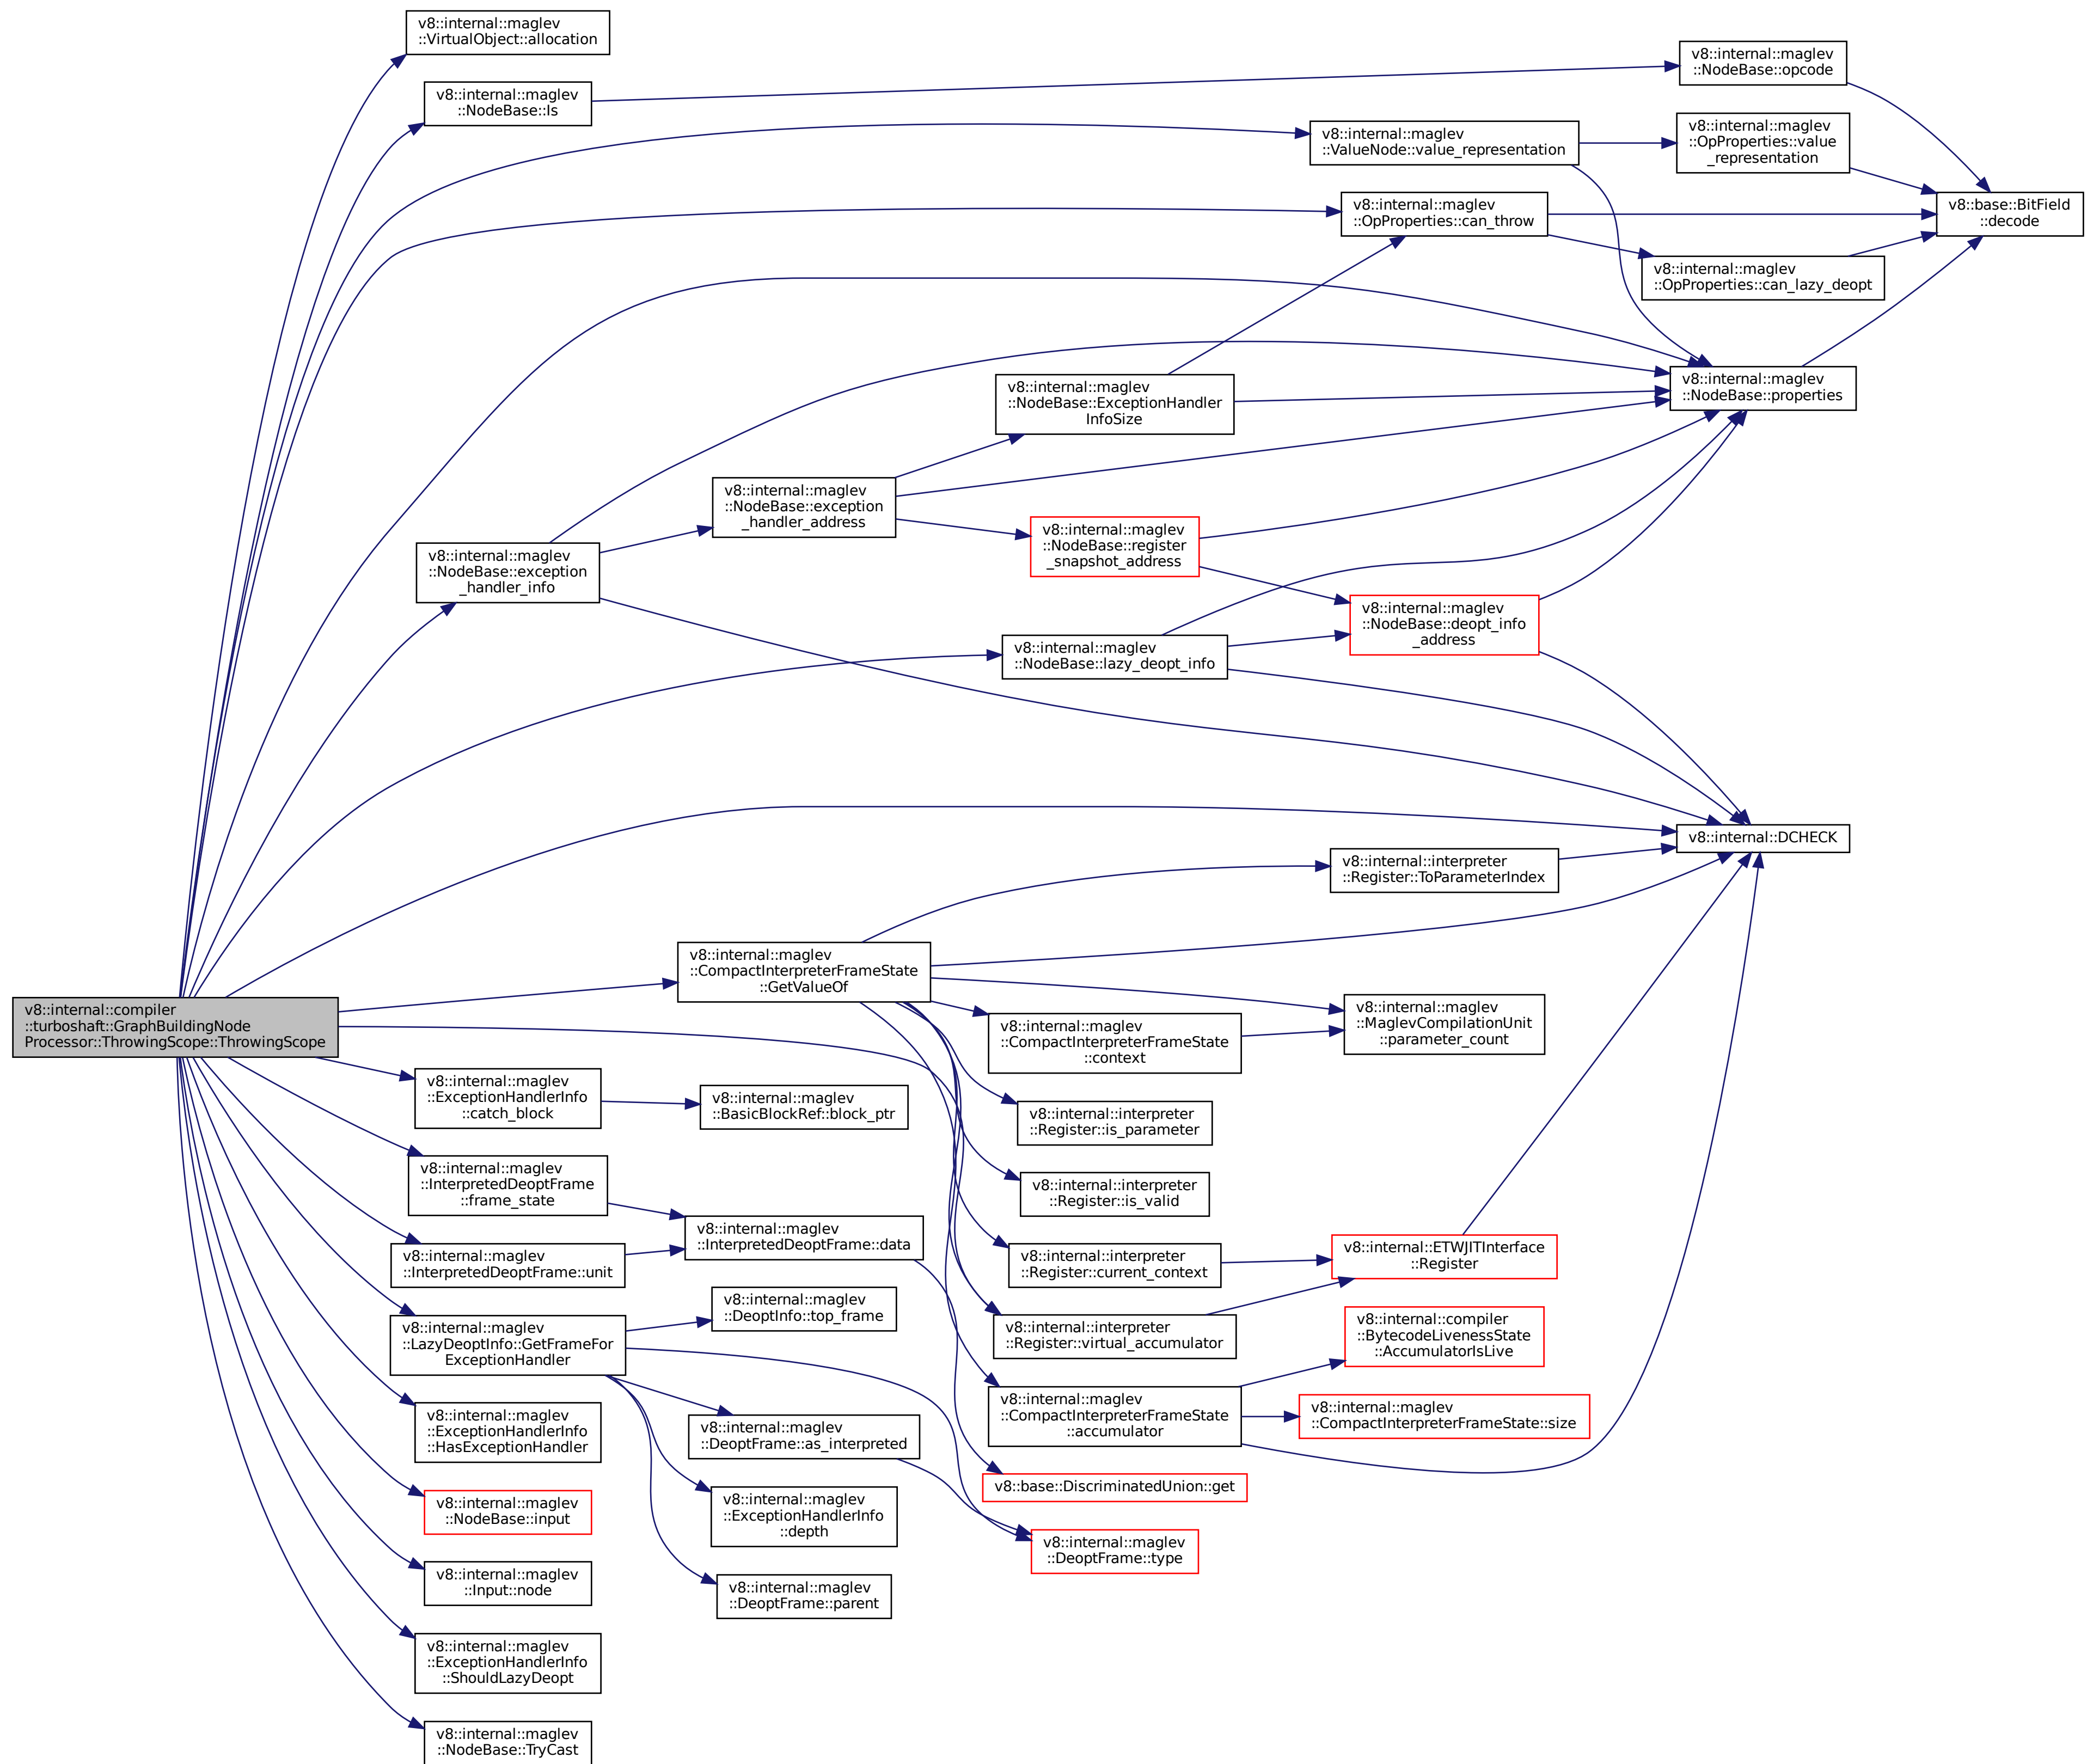 v8::internal::maglev
::VirtualObject::allocation
v8::internal::maglev
::NodeBase::opcode
v8::internal::maglev
::NodeBase::Is
v8::internal::maglev
::ValueNode::value_representation
v8::internal::maglev
::OpProperties::value
_representation
v8::internal::maglev
::OpProperties::can_throw
v8::base::BitField
::decode
v8::internal::maglev
::OpProperties::can_lazy_deopt
v8::internal::maglev
::NodeBase::properties
v8::internal::maglev
::NodeBase::ExceptionHandler
InfoSize
v8::internal::maglev
::NodeBase::exception
_handler_address
v8::internal::maglev
::NodeBase::register
_snapshot_address
v8::internal::maglev
::NodeBase::exception
_handler_info
v8::internal::maglev
::NodeBase::deopt_info
_address
v8::internal::maglev
::NodeBase::lazy_deopt_info
v8::internal::DCHECK
v8::internal::interpreter
::Register::ToParameterIndex
v8::internal::maglev
::CompactInterpreterFrameState
::GetValueOf
v8::internal::compiler
::turboshaft::GraphBuildingNode
Processor::ThrowingScope::ThrowingScope
v8::internal::maglev
::MaglevCompilationUnit
::parameter_count
v8::internal::maglev
::CompactInterpreterFrameState
::context
v8::internal::maglev
::ExceptionHandlerInfo
::catch_block
v8::internal::maglev
::BasicBlockRef::block_ptr
v8::internal::interpreter
::Register::is_parameter
v8::internal::maglev
::InterpretedDeoptFrame
::frame_state
v8::internal::interpreter
::Register::is_valid
v8::internal::maglev
::InterpretedDeoptFrame::data
v8::internal::maglev
::InterpretedDeoptFrame::unit
v8::internal::interpreter
::Register::current_context
v8::internal::ETWJITInterface
::Register
v8::internal::maglev
::DeoptInfo::top_frame
v8::internal::maglev
::LazyDeoptInfo::GetFrameFor
ExceptionHandler
v8::internal::interpreter
::Register::virtual_accumulator
v8::internal::compiler
::BytecodeLivenessState
::AccumulatorIsLive
v8::internal::maglev
::CompactInterpreterFrameState
::accumulator
v8::internal::maglev
::CompactInterpreterFrameState::size
v8::internal::maglev
::ExceptionHandlerInfo
::HasExceptionHandler
v8::internal::maglev
::DeoptFrame::as_interpreted
v8::base::DiscriminatedUnion::get
v8::internal::maglev
::NodeBase::input
v8::internal::maglev
::ExceptionHandlerInfo
::depth
v8::internal::maglev
::DeoptFrame::type
v8::internal::maglev
::Input::node
v8::internal::maglev
::DeoptFrame::parent
v8::internal::maglev
::ExceptionHandlerInfo
::ShouldLazyDeopt
v8::internal::maglev
::NodeBase::TryCast